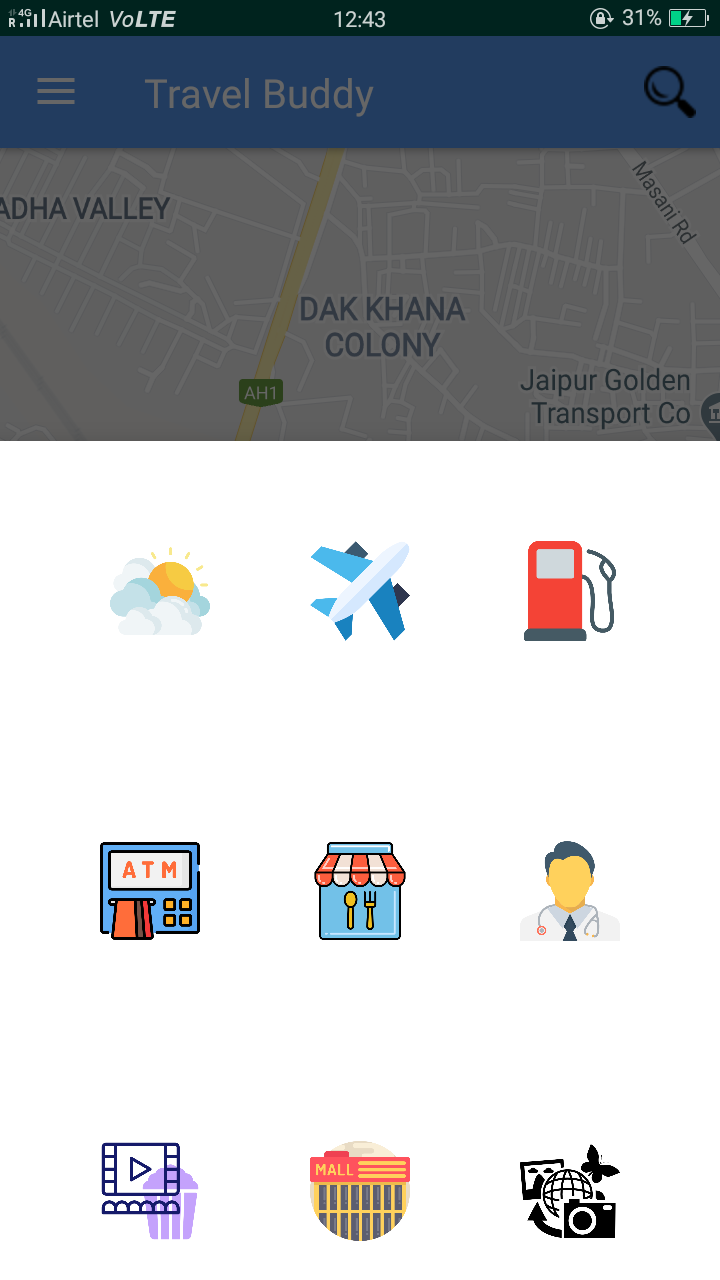 4G
R
Airtel VoLTE
12:43
31%
Travel Buddy
ADHA VALLEY
Masani Rd
DAK KHANA
COLONY
AH1
Jaipur Golden
Transport Co
ATM
MALL